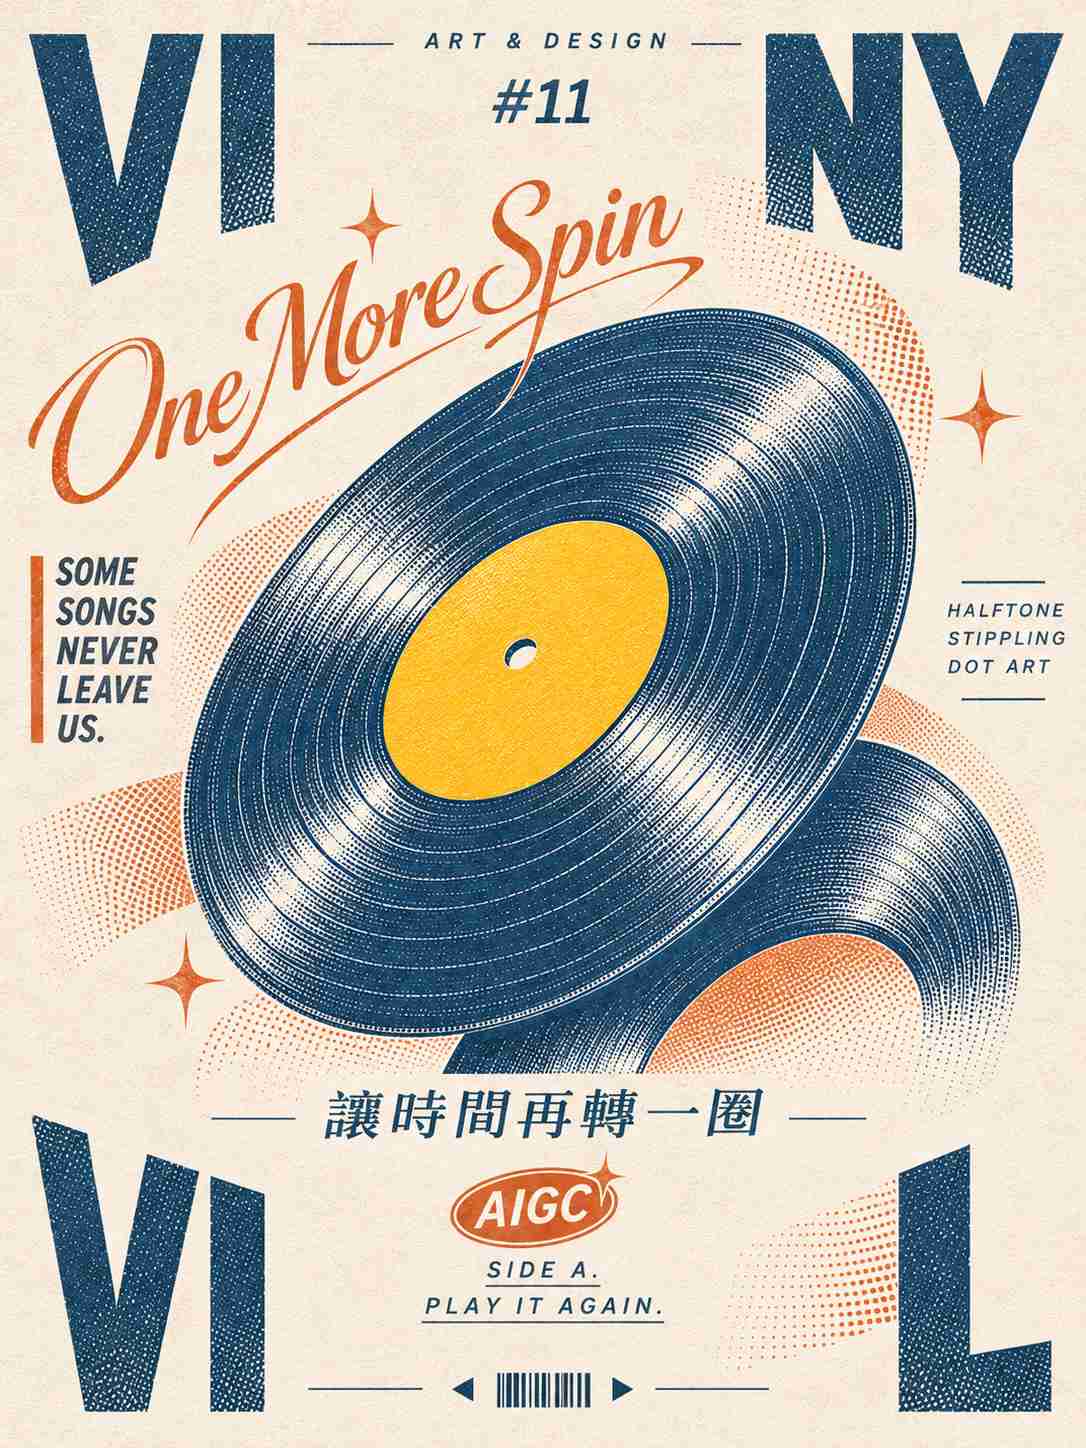 VI
ART & DESIGN
NY
#11
One More Spin
SOME
SONGS
NEVER
LEAVE
US.
HALFTONE
STIPPLING
DOT ART
讓時間再轉一圈
VI
L
AIGC
SIDE A.
PLAY IT AGAIN.